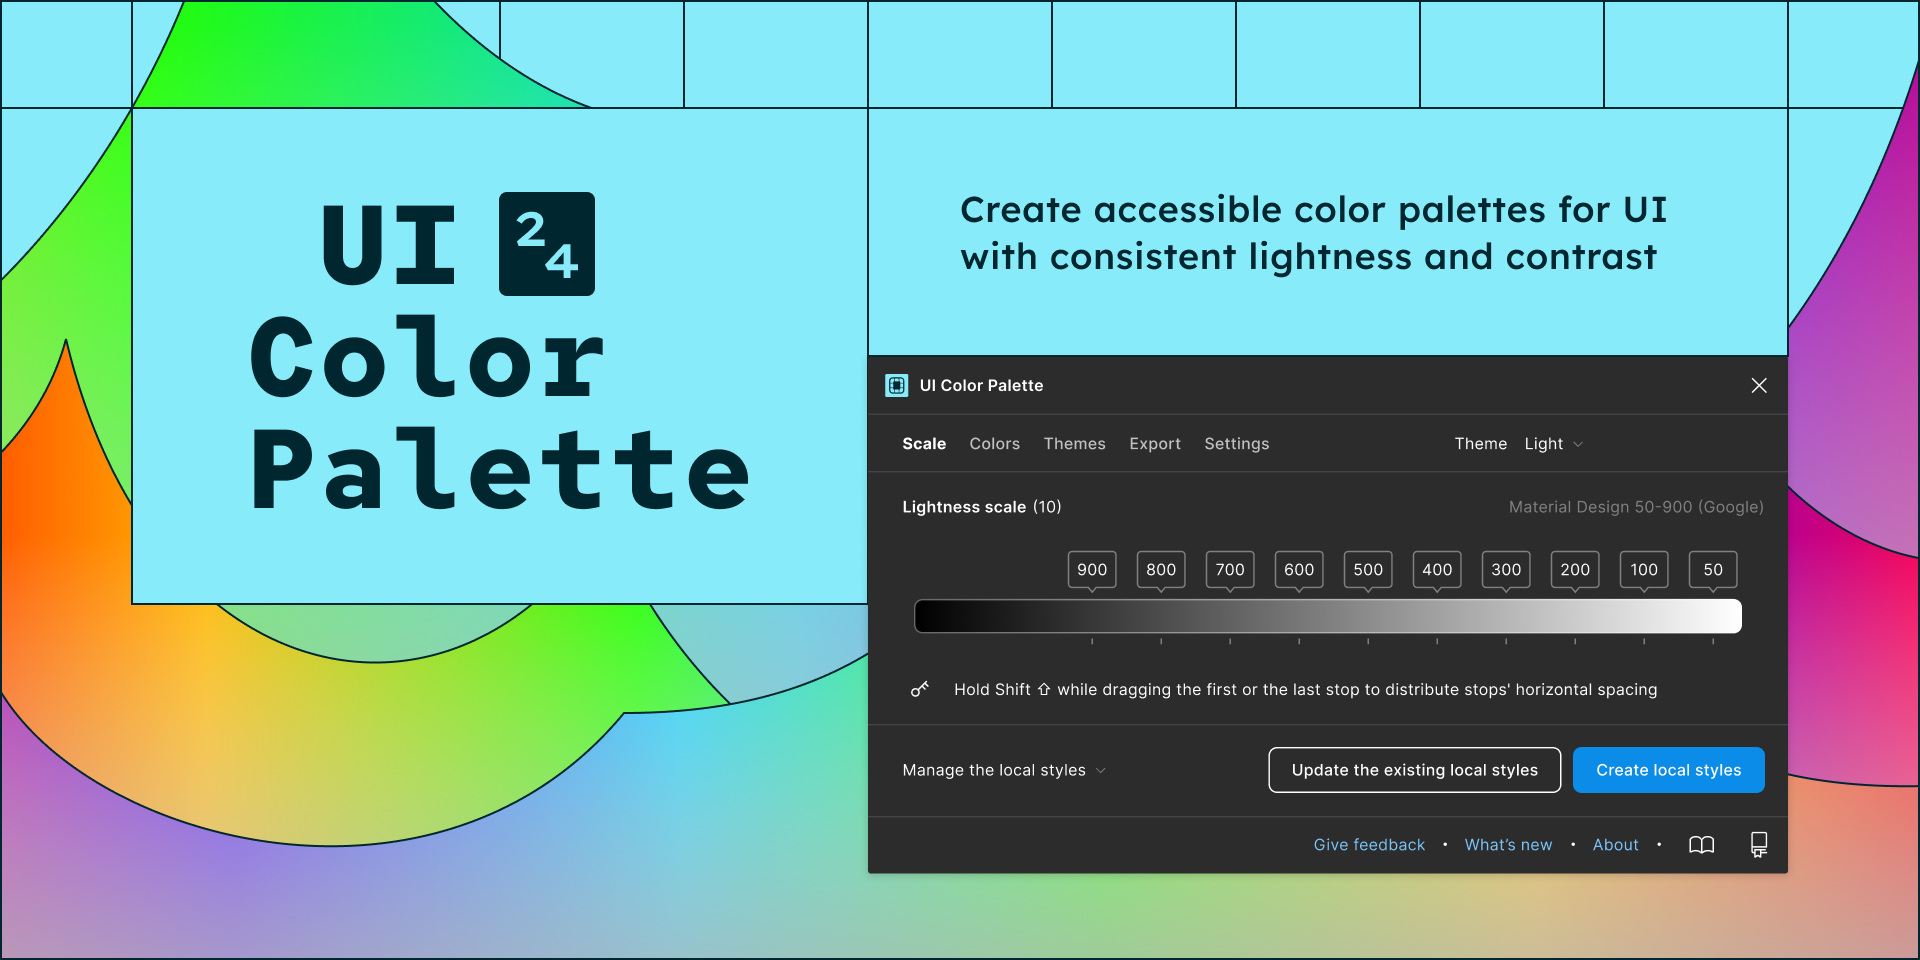 UI 24
Color
Palette
Create accessible color palettes for UI
with consistent lightness and contrast
UI Color Palette
Scale Colors Themes Export Settings Theme Light
Lightness scale (10) Material Design 50-900 (Google)
900 800 700 600 500 400 300 200 100 50
Hold Shift ⇧ while dragging the first or the last stop to distribute stops' horizontal spacing
Manage the local styles Update the existing local styles Create local styles
Give feedback • What’s new • About •